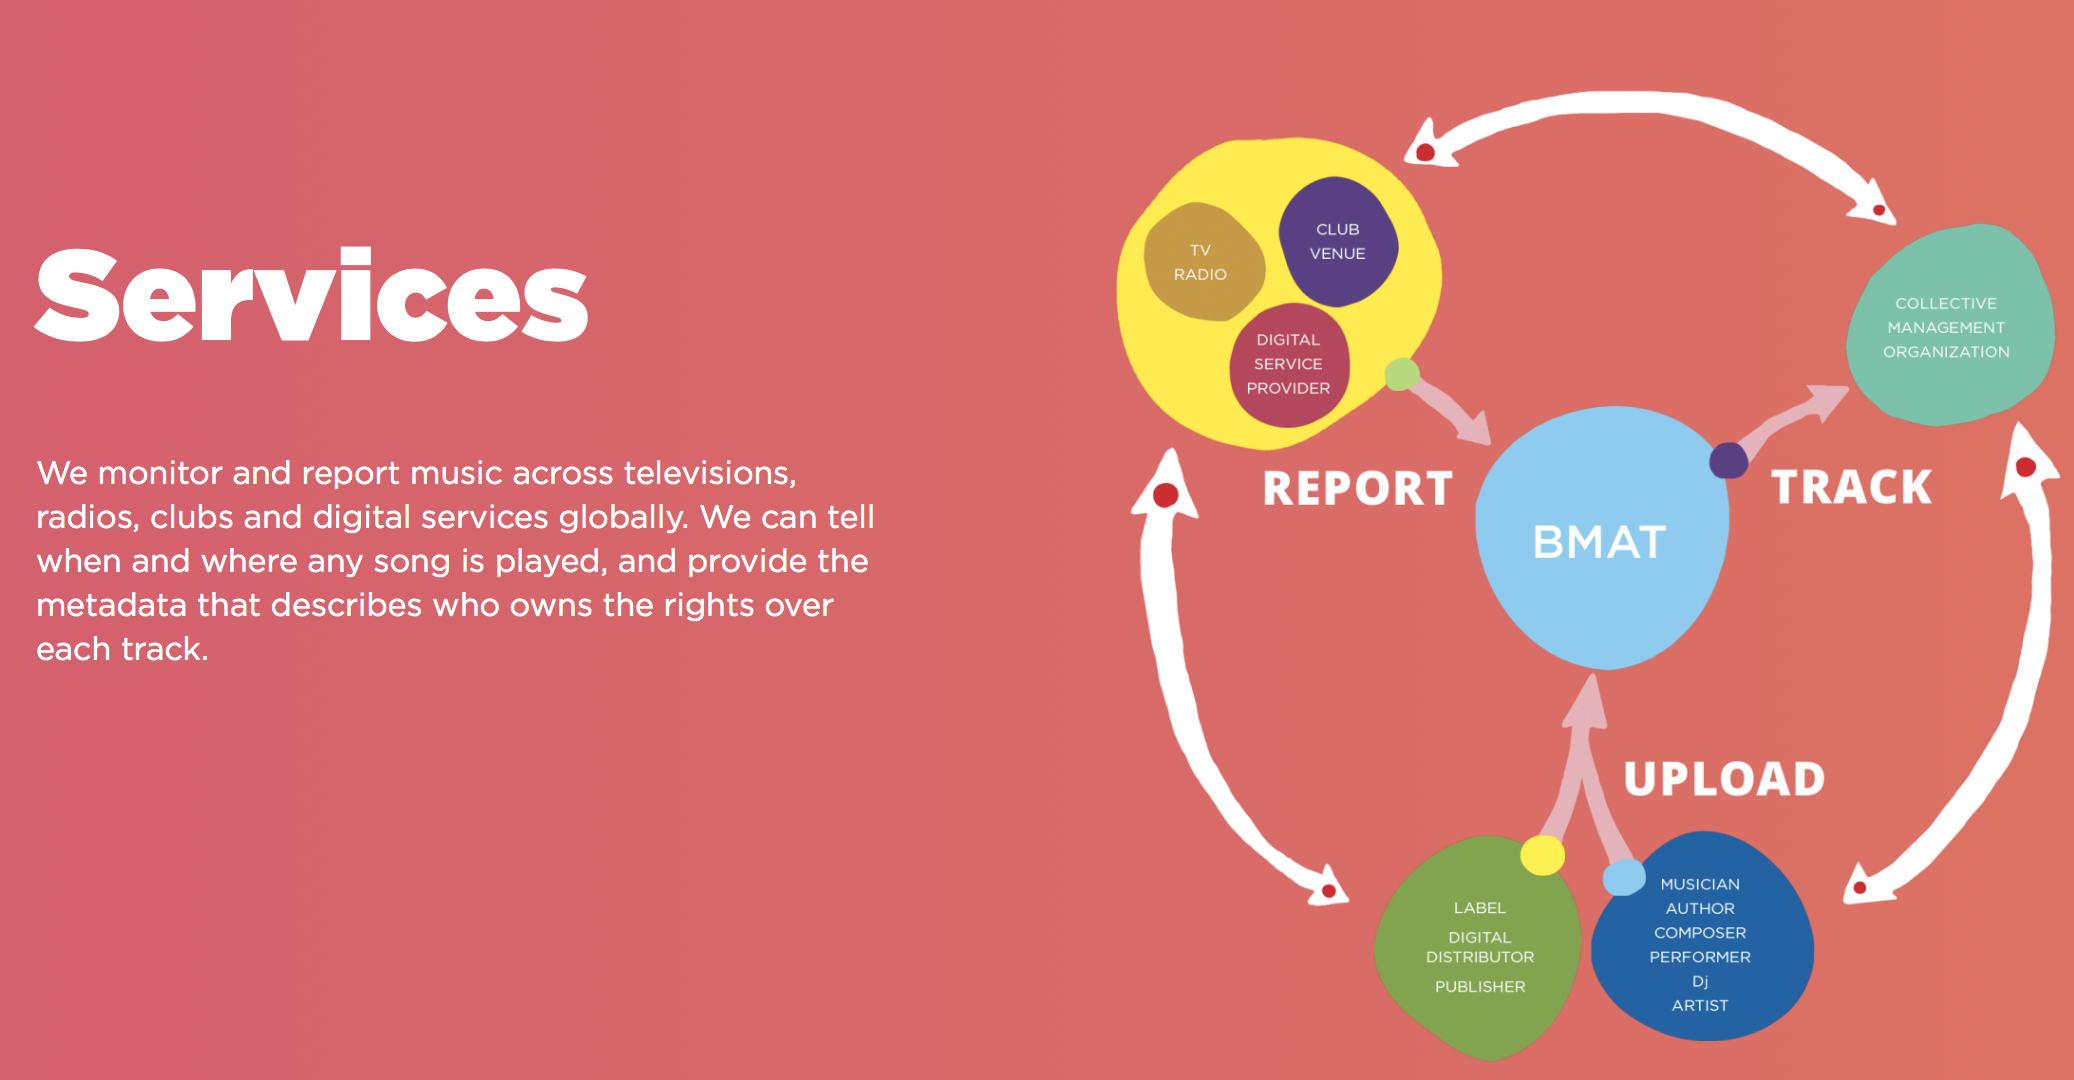 Services
We monitor and report music across televisions,
radios, clubs and digital services globally. We can tell
when and where any song is played, and provide the
metadata that describes who owns the rights over
each track.
TV
RADIO
CLUB
VENUE
DIGITAL
SERVICE
PROVIDER
COLLECTIVE
MANAGEMENT
ORGANIZATION
REPORT
TRACK
BMAT
UPLOAD
LABEL
DIGITAL
DISTRIBUTOR
PUBLISHER
MUSICIAN
AUTHOR
COMPOSER
PERFORMER
Dj
ARTIST